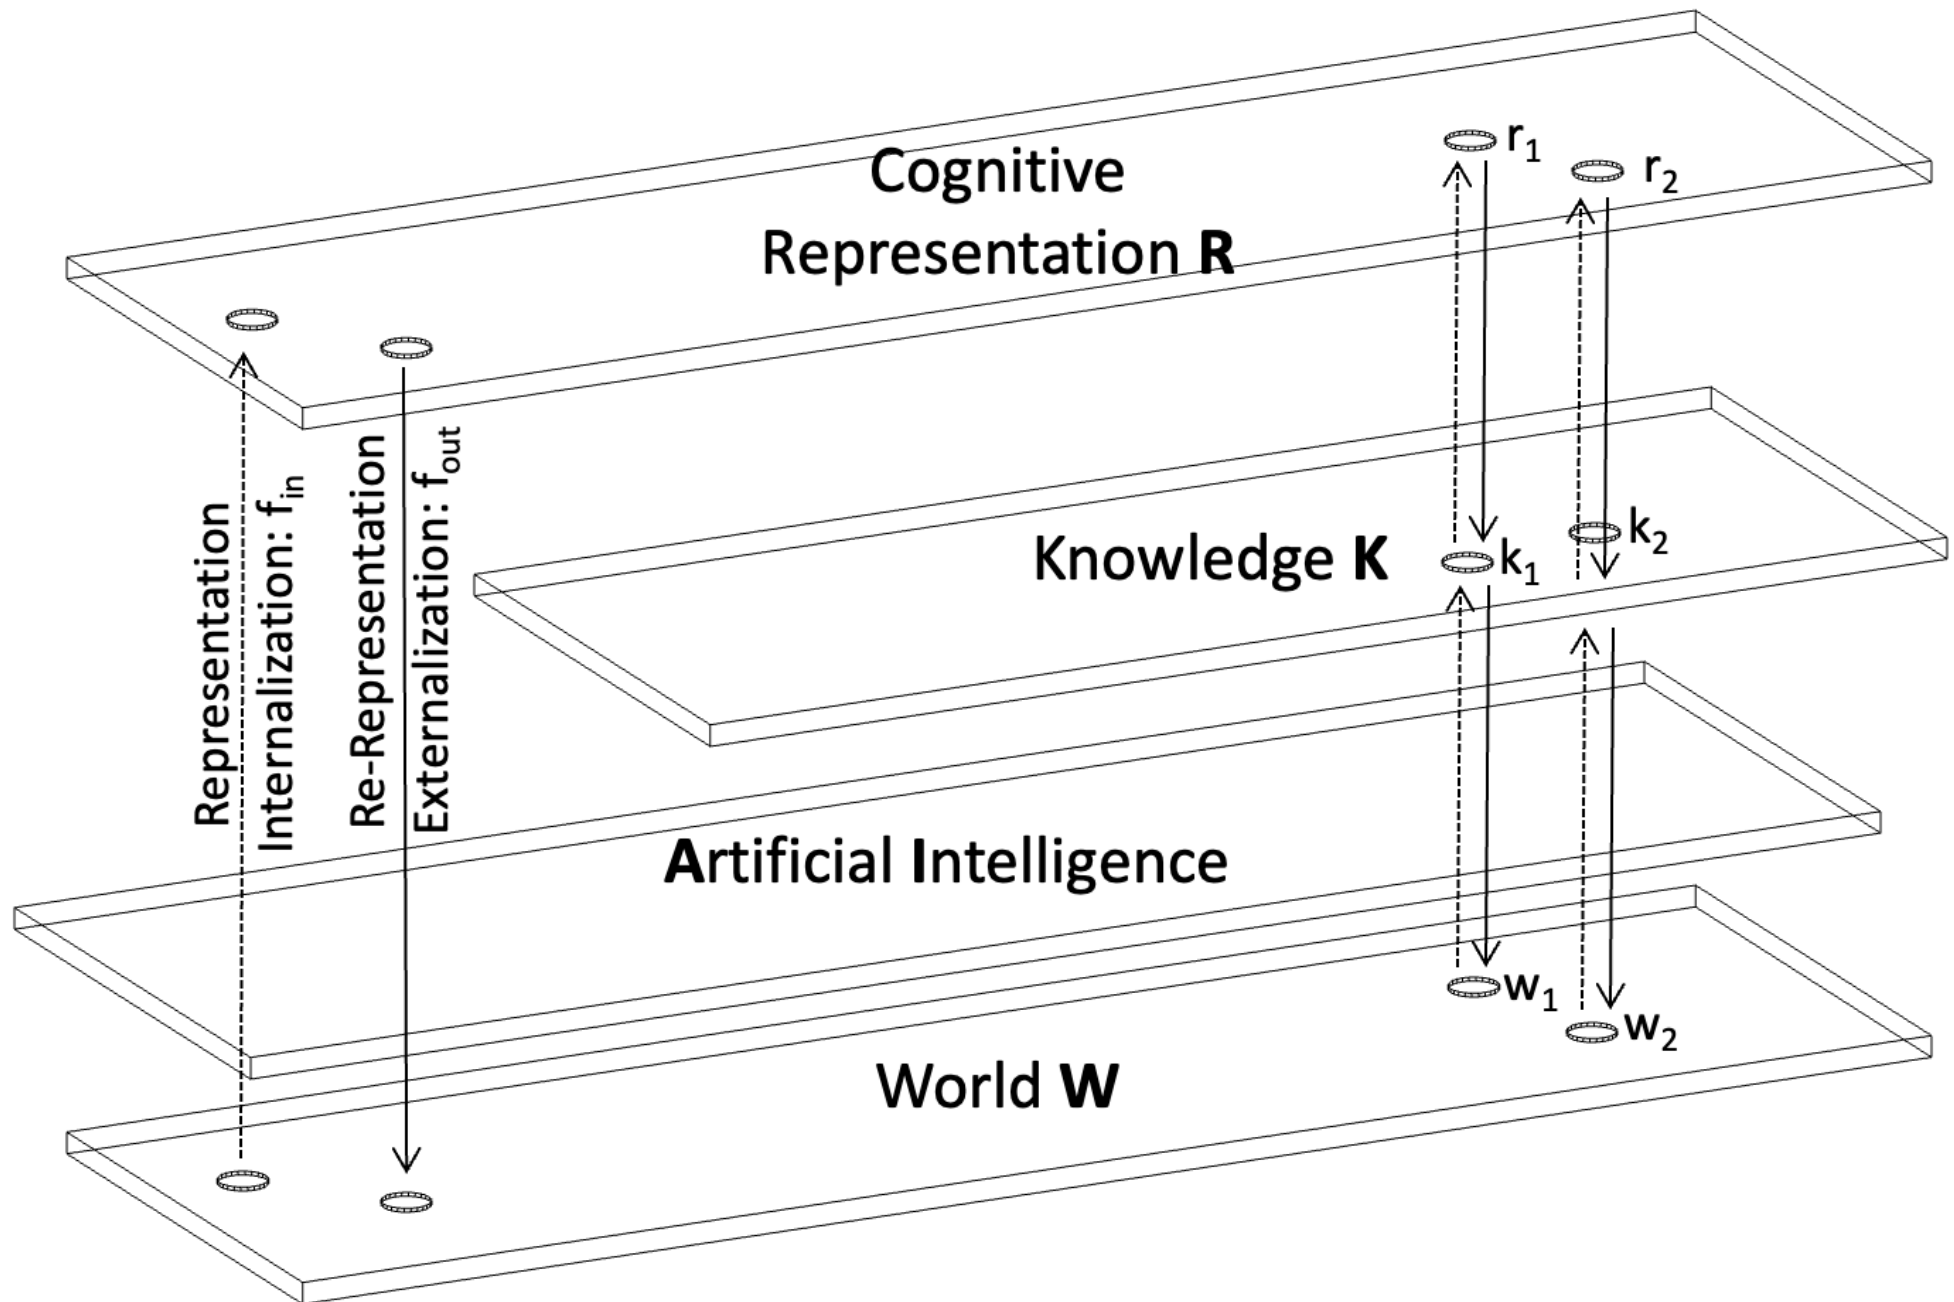 Cognitive
Representation R
r₁
r₂
Representation
Internalization: fᵢₙ
Re-Representation
Externalization: fₒᵤₜ
Knowledge K
k₁
k₂
Artificial Intelligence
w₁
w₂
World W